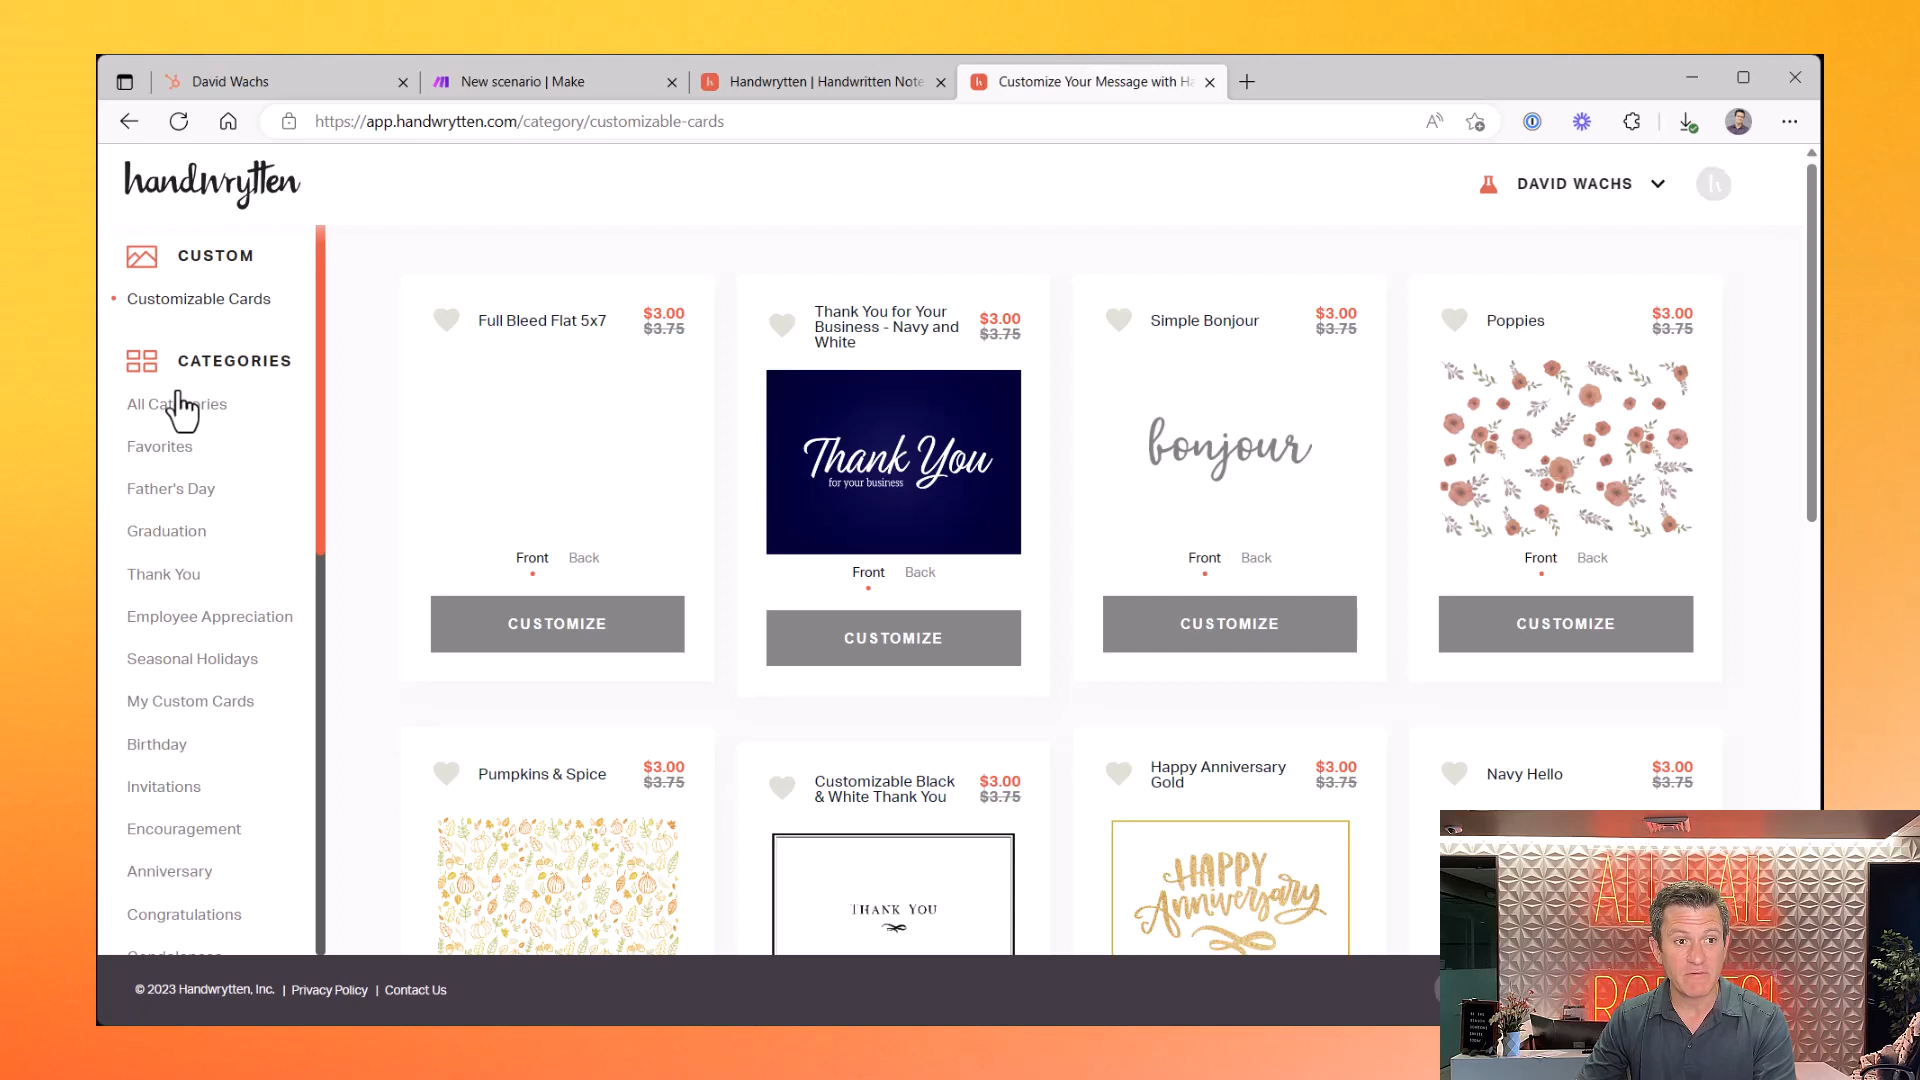 David Wachs
New scenario | Make
Handwrytten | Handwritten Note
Customize Your Message with Ha
https://app.handwrytten.com/category/customizable-cards
handwrytten
DAVID WACHS
CUSTOM
Customizable Cards
CATEGORIES
All Categories
Favorites
Father's Day
Graduation
Thank You
Employee Appreciation
Seasonal Holidays
My Custom Cards
Birthday
Invitations
Encouragement
Anniversary
Congratulations
Full Bleed Flat 5x7
$3.00
$3.75
Front Back
CUSTOMIZE
Thank You for Your
Business - Navy and
White
$3.00
$3.75
Thank You
for your business
Front Back
CUSTOMIZE
Simple Bonjour
$3.00
$3.75
bonjour
Front Back
CUSTOMIZE
Poppies
$3.00
$3.75
Front Back
CUSTOMIZE
Pumpkins & Spice
$3.00
$3.75
Customizable Black
& White Thank You
$3.00
$3.75
THANK YOU
Happy Anniversary
Gold
$3.00
$3.75
HAPPY
Anniversary
Navy Hello
$3.00
$3.75
© 2023 Handwrytten, Inc. | Privacy Policy | Contact Us